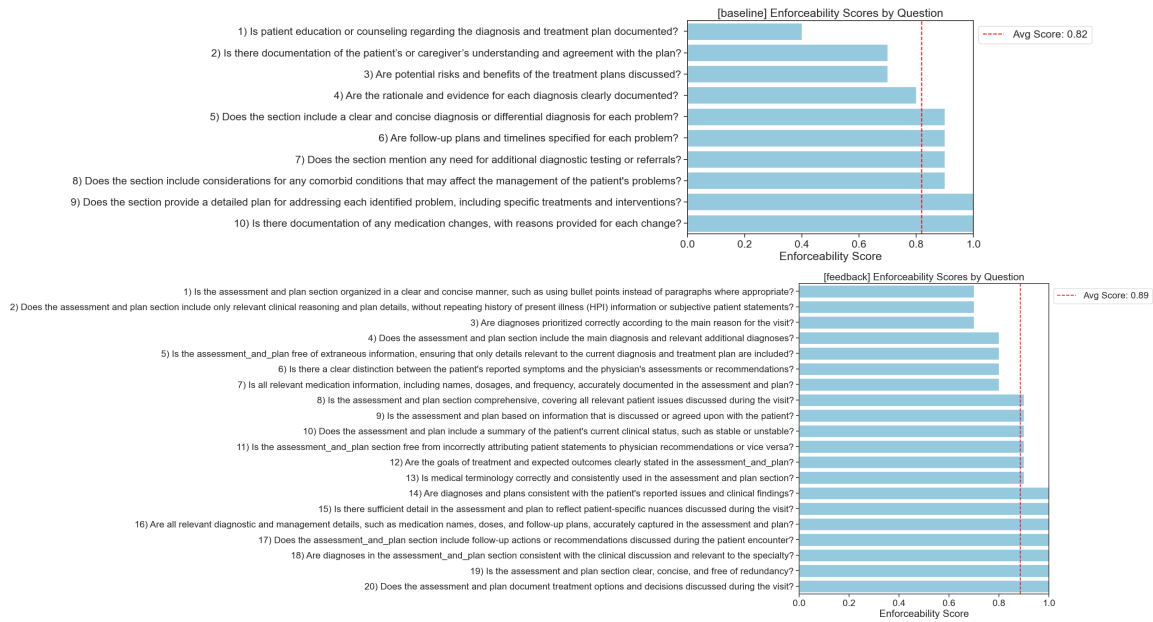 [baseline] Enforceability Scores by Question
1) Is patient education or counseling regarding the diagnosis and treatment plan documented?
2) Is there documentation of the patient's or caregiver's understanding and agreement with the plan?
3) Are potential risks and benefits of the treatment plans discussed?
4) Are the rationale and evidence for each diagnosis clearly documented?
5) Does the section include a clear and concise diagnosis or differential diagnosis for each problem?
6) Are follow-up plans and timelines specified for each problem?
7) Does the section mention any need for additional diagnostic testing or referrals?
8) Does the section include considerations for any comorbid conditions that may affect the management of the patient's problems?
9) Does the section provide a detailed plan for addressing each identified problem, including specific treatments and interventions?
10) Is there documentation of any medication changes, with reasons provided for each change?
0.0 0.2 0.4 0.6 0.8 1.0
Enforceability Score
Avg Score: 0.82
[feedback] Enforceability Scores by Question
1) Is the assessment and plan section organized in a clear and concise manner, such as using bullet points instead of paragraphs where appropriate?
2) Does the assessment and plan section include only relevant clinical reasoning and plan details, without repeating history of present illness (HPI) information or subjective patient statements?
3) Are diagnoses prioritized correctly according to the main reason for the visit?
4) Does the assessment and plan section include the main diagnosis and relevant additional diagnoses?
5) Is the assessment_and_plan free of extraneous information, ensuring that only details relevant to the current diagnosis and treatment plan are included?
6) Is there a clear distinction between the patient's reported symptoms and the physician's assessments or recommendations?
7) Is all relevant medication information, including names, dosages, and frequency, accurately documented in the assessment and plan?
8) Is the assessment and plan section comprehensive, covering all relevant patient issues discussed during the visit?
9) Is the assessment and plan based on information that is discussed or agreed upon with the patient?
10) Does the assessment and plan include a summary of the patient's current clinical status, such as stable or unstable?
11) Is the assessment_and_plan section free from incorrectly attributing patient statements to physician recommendations or vice versa?
12) Are the goals of treatment and expected outcomes clearly stated in the assessment_and_plan?
13) Is medical terminology correctly and consistently used in the assessment and plan section?
14) Are diagnoses and plans consistent with the patient's reported issues and clinical findings?
15) Is there sufficient detail in the assessment and plan to reflect patient-specific nuances discussed during the visit?
16) Are all relevant diagnostic and management details, such as medication names, doses, and follow-up plans, accurately captured in the assessment and plan?
17) Does the assessment_and_plan section include follow-up actions or recommendations discussed during the patient encounter?
18) Are diagnoses in the assessment_and_plan section consistent with the clinical discussion and relevant to the specialty?
19) Is the assessment and plan section clear, concise, and free of redundancy?
20) Does the assessment and plan document treatment options and decisions discussed during the visit?
0.0 0.2 0.4 0.6 0.8 1.0
Enforceability Score
Avg Score: 0.89